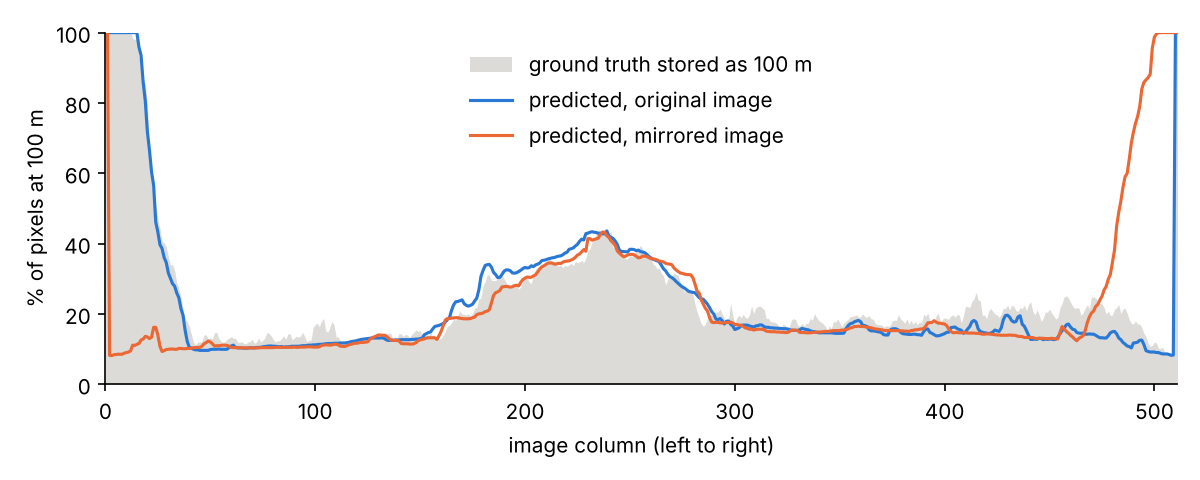 100
80
60
40
20
0
% of pixels at 100 m
ground truth stored as 100 m
predicted, original image
predicted, mirrored image
0 100 200 300 400 500
image column (left to right)